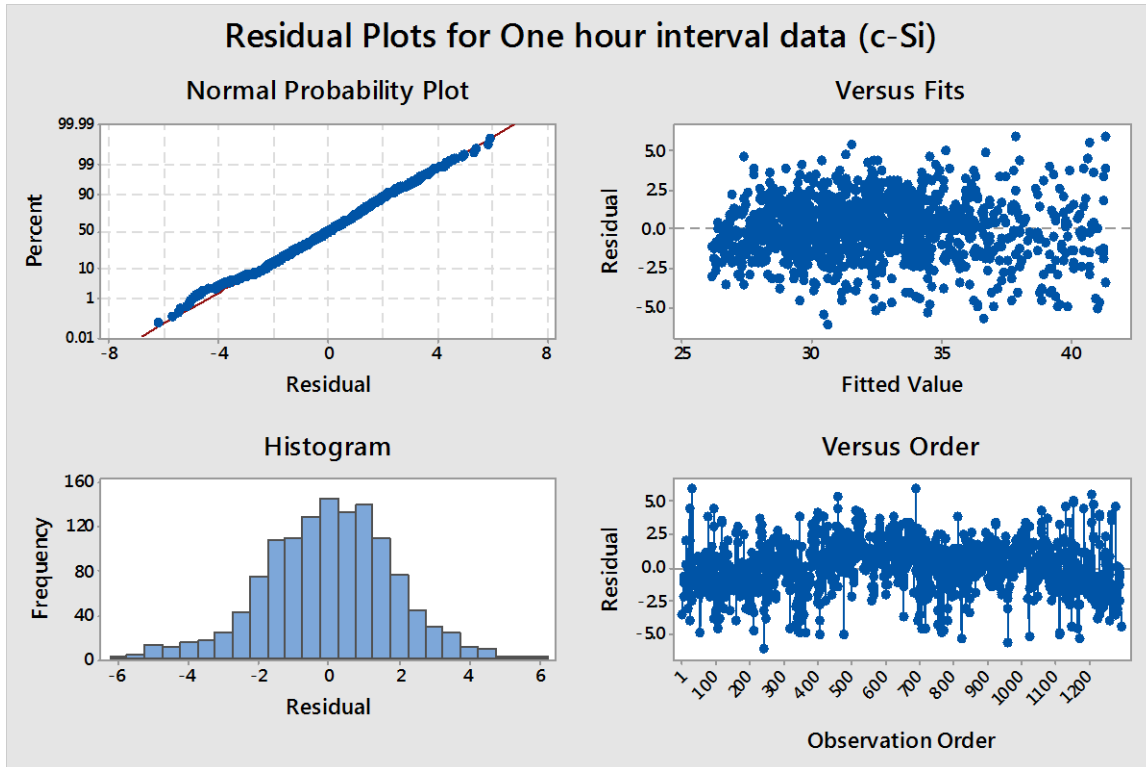 Residual Plots for One hour interval data (c-Si)
Normal Probability Plot
99.99
99
90
50
10
1
0.01
Percent
-8 -4 0 4 8
Residual
Versus Fits
5.0
2.5
0.0
-2.5
-5.0
Residual
25 30 35 40
Fitted Value
Histogram
160
120
80
40
0
Frequency
-6 -4 -2 0 2 4 6
Residual
Versus Order
5.0
2.5
0.0
-2.5
-5.0
Residual
1 100 200 300 400 500 600 700 800 900 1000 1100 1200
Observation Order